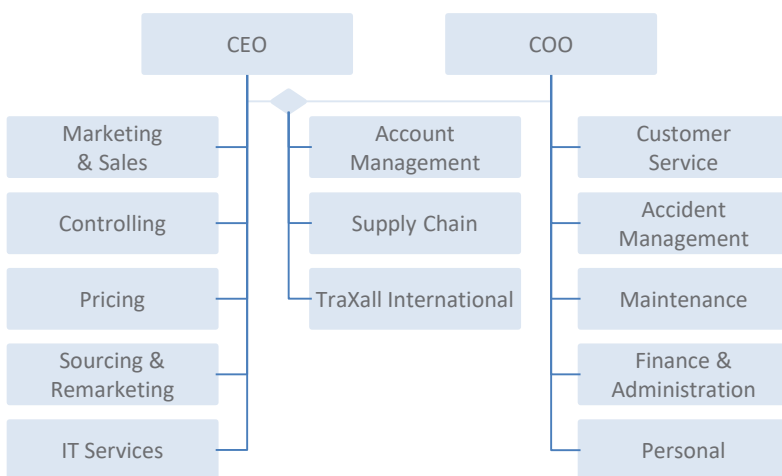 CEO
COO
Marketing
& Sales
Account
Management
Customer
Service
Controlling
Supply Chain
Accident
Management
Pricing
TraXall International
Maintenance
Sourcing &
Remarketing
Finance &
Administration
IT Services
Personal